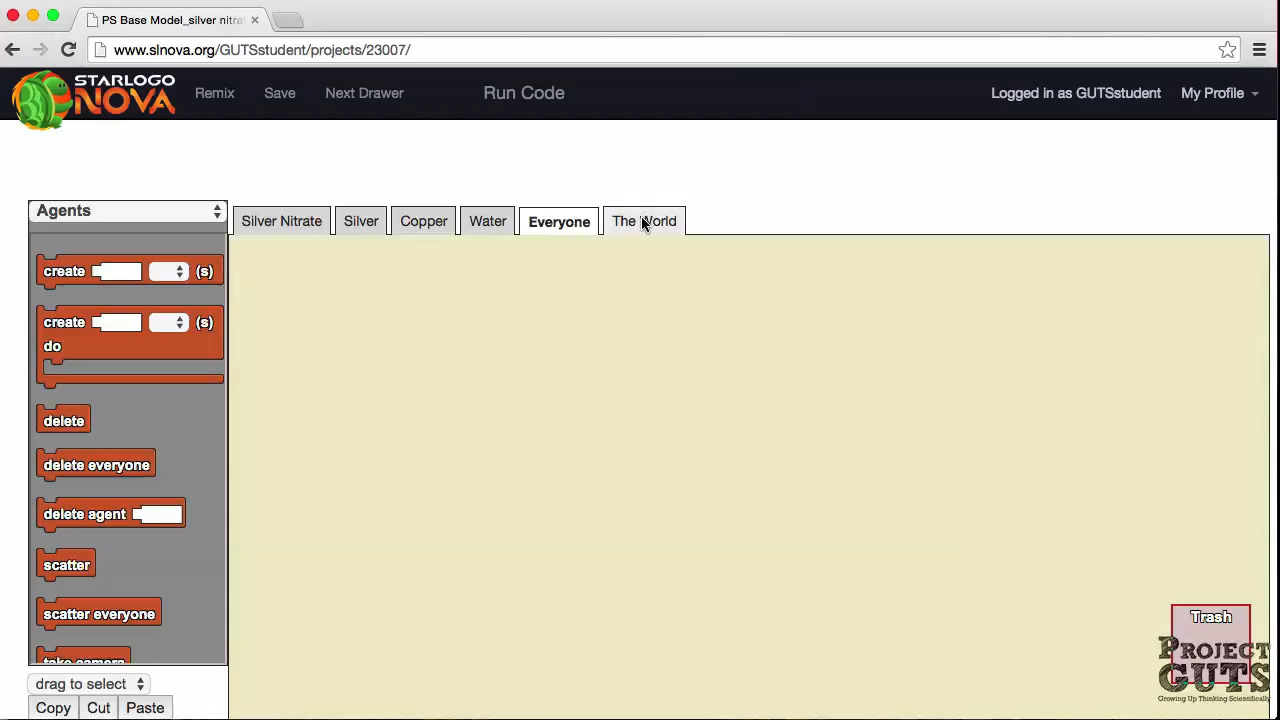 PS Base Model_silver nitra
www.slnova.org/GUTSstudent/projects/23007/
STARLOGO
NOVA
Remix Save Next Drawer Run Code Logged in as GUTSstudent My Profile
Agents
Silver Nitrate Silver Copper Water Everyone The World
create (s)
create (s)
do
delete
delete everyone
delete agent
scatter
scatter everyone
take camera
Trash
PROJECT
GUTS
Growing Up Thinking Scientifically
drag to select
Copy Cut Paste